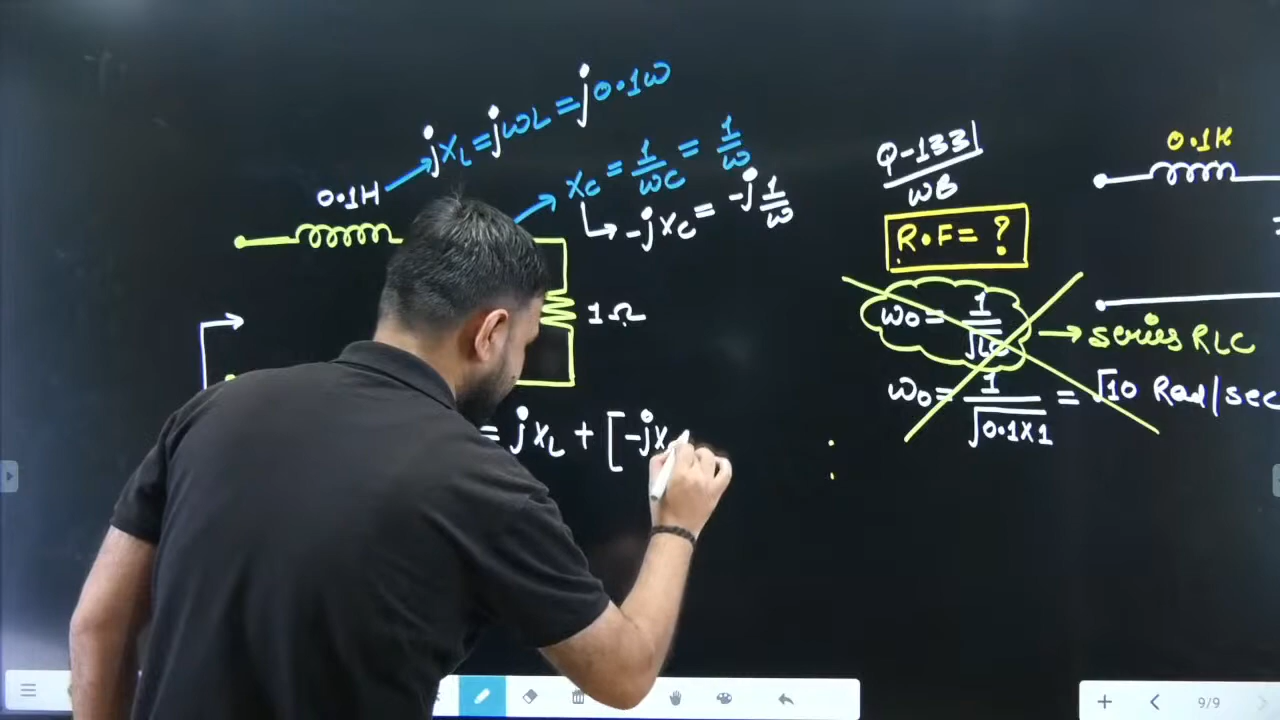 jX_L = jωL = j0.1ω
0.1H
X_C = 1/ωC = 1/ω
-jX_C = -j 1/ω
1Ω
= jX_L + [-jX
Q-1331
WB
R.F = ?
ω₀ = 1/√LC
series RLC
ω₀ = 1/√0.1×1 = √10 Rad/sec
0.1H
9/9